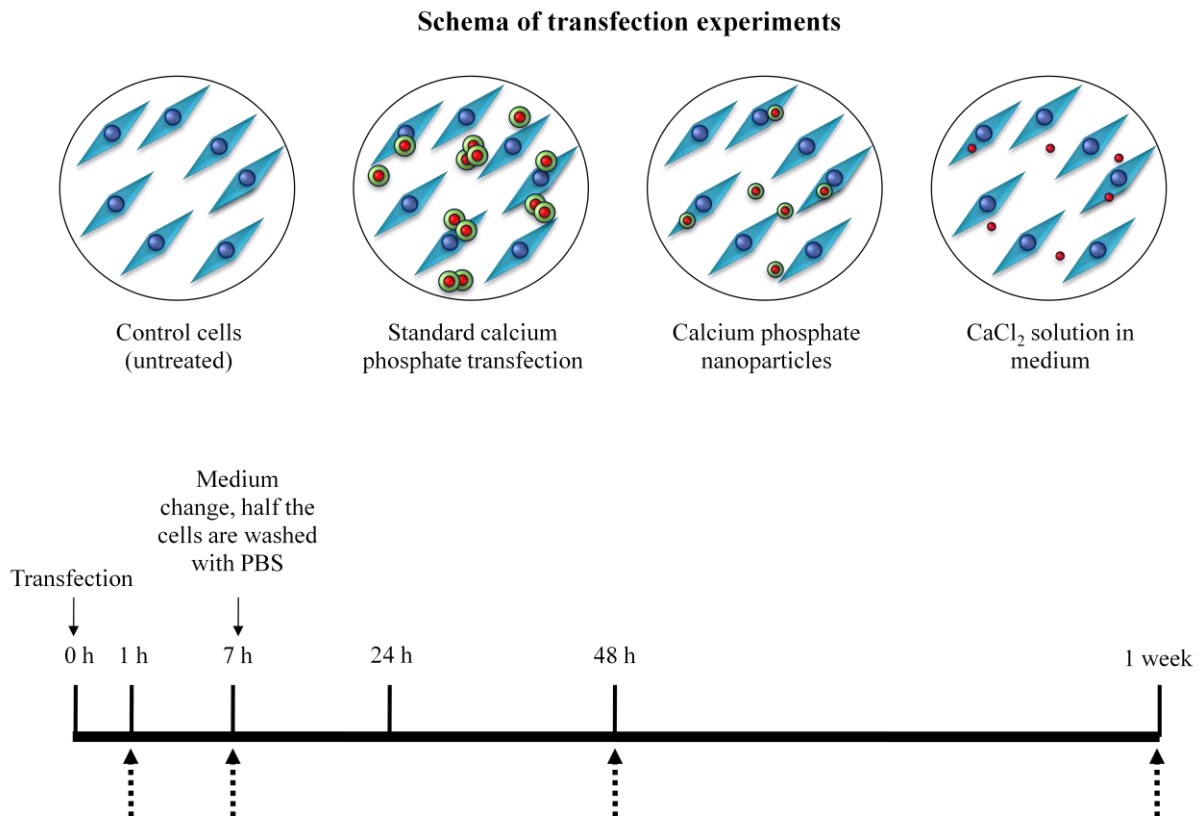 Schema of transfection experiments
Control cells
(untreated)
Standard calcium
phosphate transfection
Calcium phosphate
nanoparticles
CaCl₂ solution in
medium
Medium
change, half the
cells are washed
with PBS
Transfection
0 h 1 h 7 h 24 h 48 h 1 week